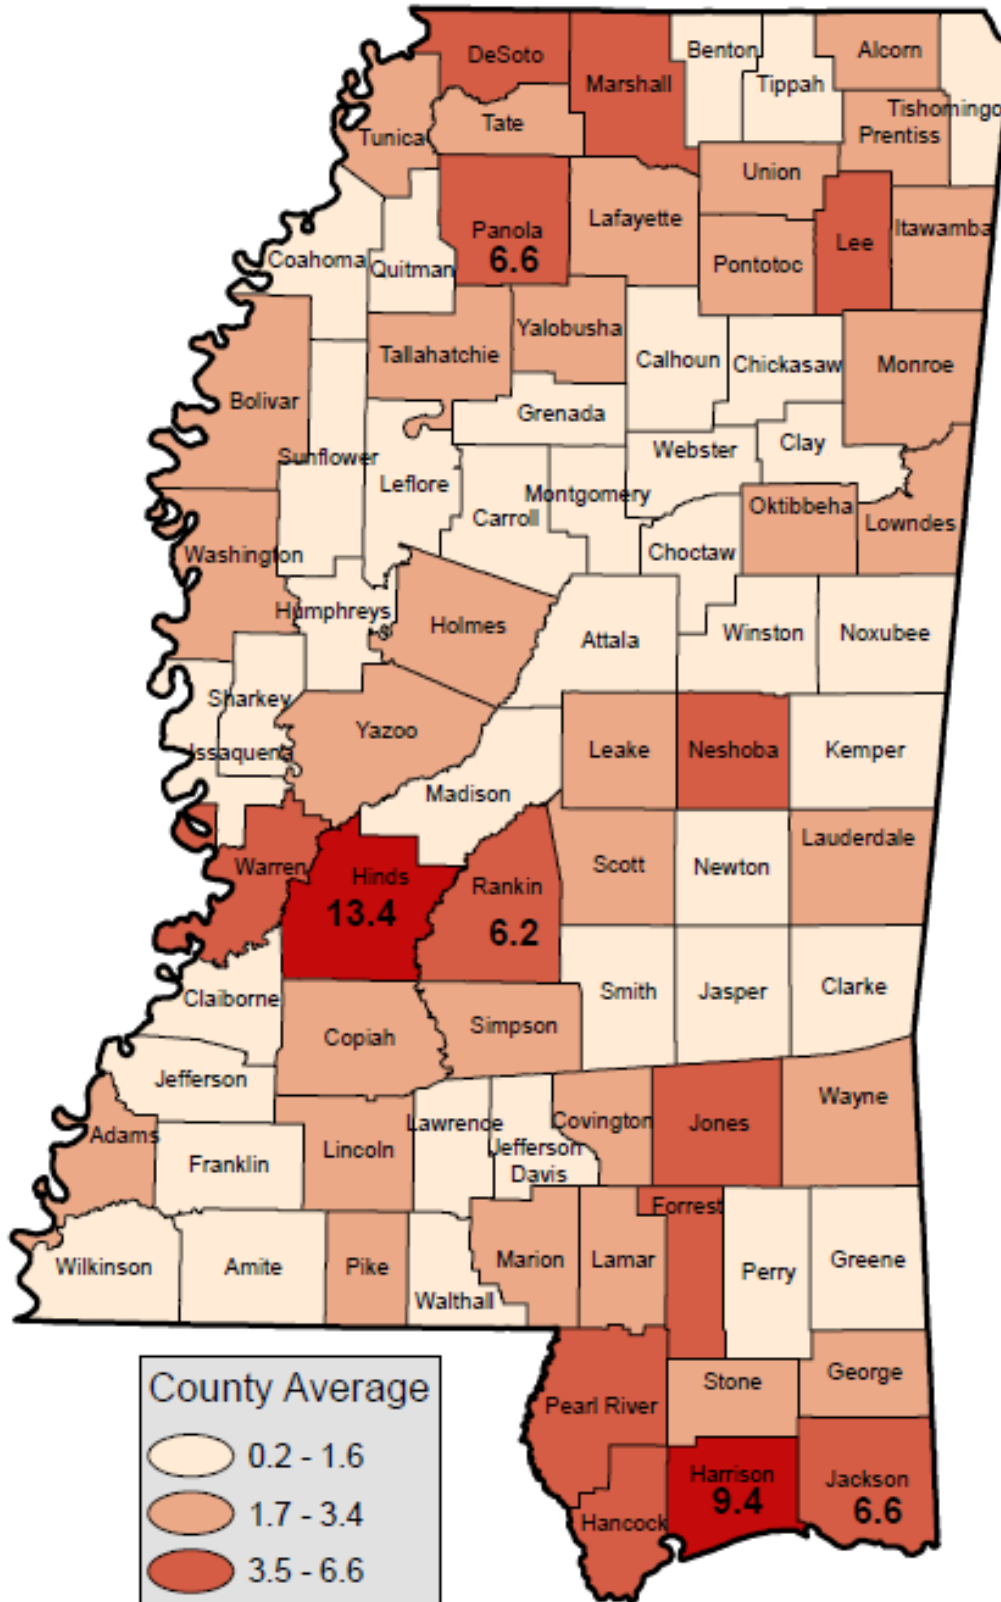 DeSoto
Marshall
Benton
Tippah
Alcorn
Tishomingo
Prentiss
Tunica
Tate
Union
Panola
6.6
Lafayette
Lee
Itawamba
Coahoma
Quitman
Pontotoc
Tallahatchie
Yalobusha
Calhoun
Chickasaw
Monroe
Bolivar
Grenada
Sunflower
Leflore
Webster
Clay
Carroll
Montgomery
Oktibbeha
Lowndes
Choctaw
Washington
Humphreys
Holmes
Attala
Winston
Noxubee
Sharkey
Issaquena
Yazoo
Leake
Neshoba
Kemper
Madison
Warren
Hinds
13.4
Rankin
6.2
Scott
Newton
Lauderdale
Claiborne
Smith
Jasper
Clarke
Copiah
Simpson
Jefferson
Adams
Franklin
Lincoln
Lawrence
Jefferson
Davis
Covington
Jones
Wayne
Wilkinson
Amite
Pike
Walthall
Marion
Lamar
Forrest
Perry
Greene
Pearl River
Stone
George
Hancock
Harrison
9.4
Jackson
6.6
County Average
0.2 - 1.6
1.7 - 3.4
3.5 - 6.6